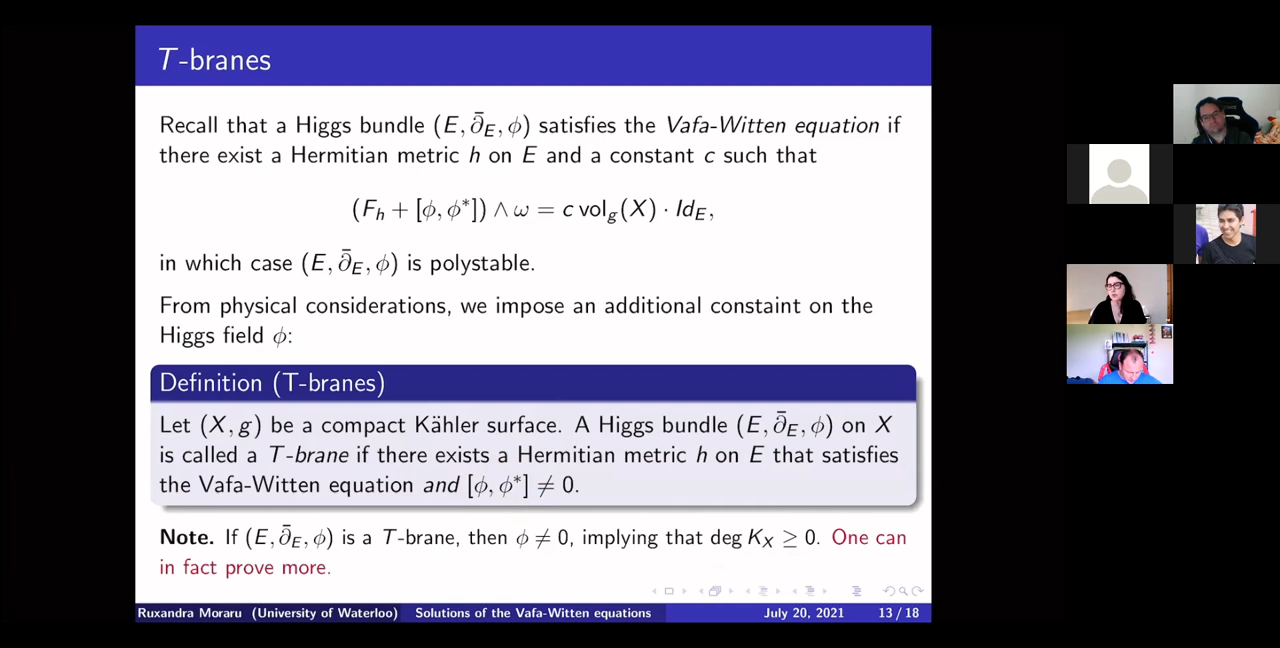 T-branes
Recall that a Higgs bundle (E, ∂̄_E, ϕ) satisfies the Vafa-Witten equation if
there exist a Hermitian metric h on E and a constant c such that
(F_h + [ϕ, ϕ*]) ∧ ω = c vol_g(X) · Id_E,
in which case (E, ∂̄_E, ϕ) is polystable.
From physical considerations, we impose an additional constaint on the
Higgs field ϕ:
Definition (T-branes)
Let (X, g) be a compact Kähler surface. A Higgs bundle (E, ∂̄_E, ϕ) on X
is called a T-brane if there exists a Hermitian metric h on E that satisfies
the Vafa-Witten equation and [ϕ, ϕ*] ≠ 0.
Note. If (E, ∂̄_E, ϕ) is a T-brane, then ϕ ≠ 0, implying that deg K_X ≥ 0. One can
in fact prove more.
Ruxandra Moraru (University of Waterloo) Solutions of the Vafa-Witten equations July 20, 2021 13 / 18